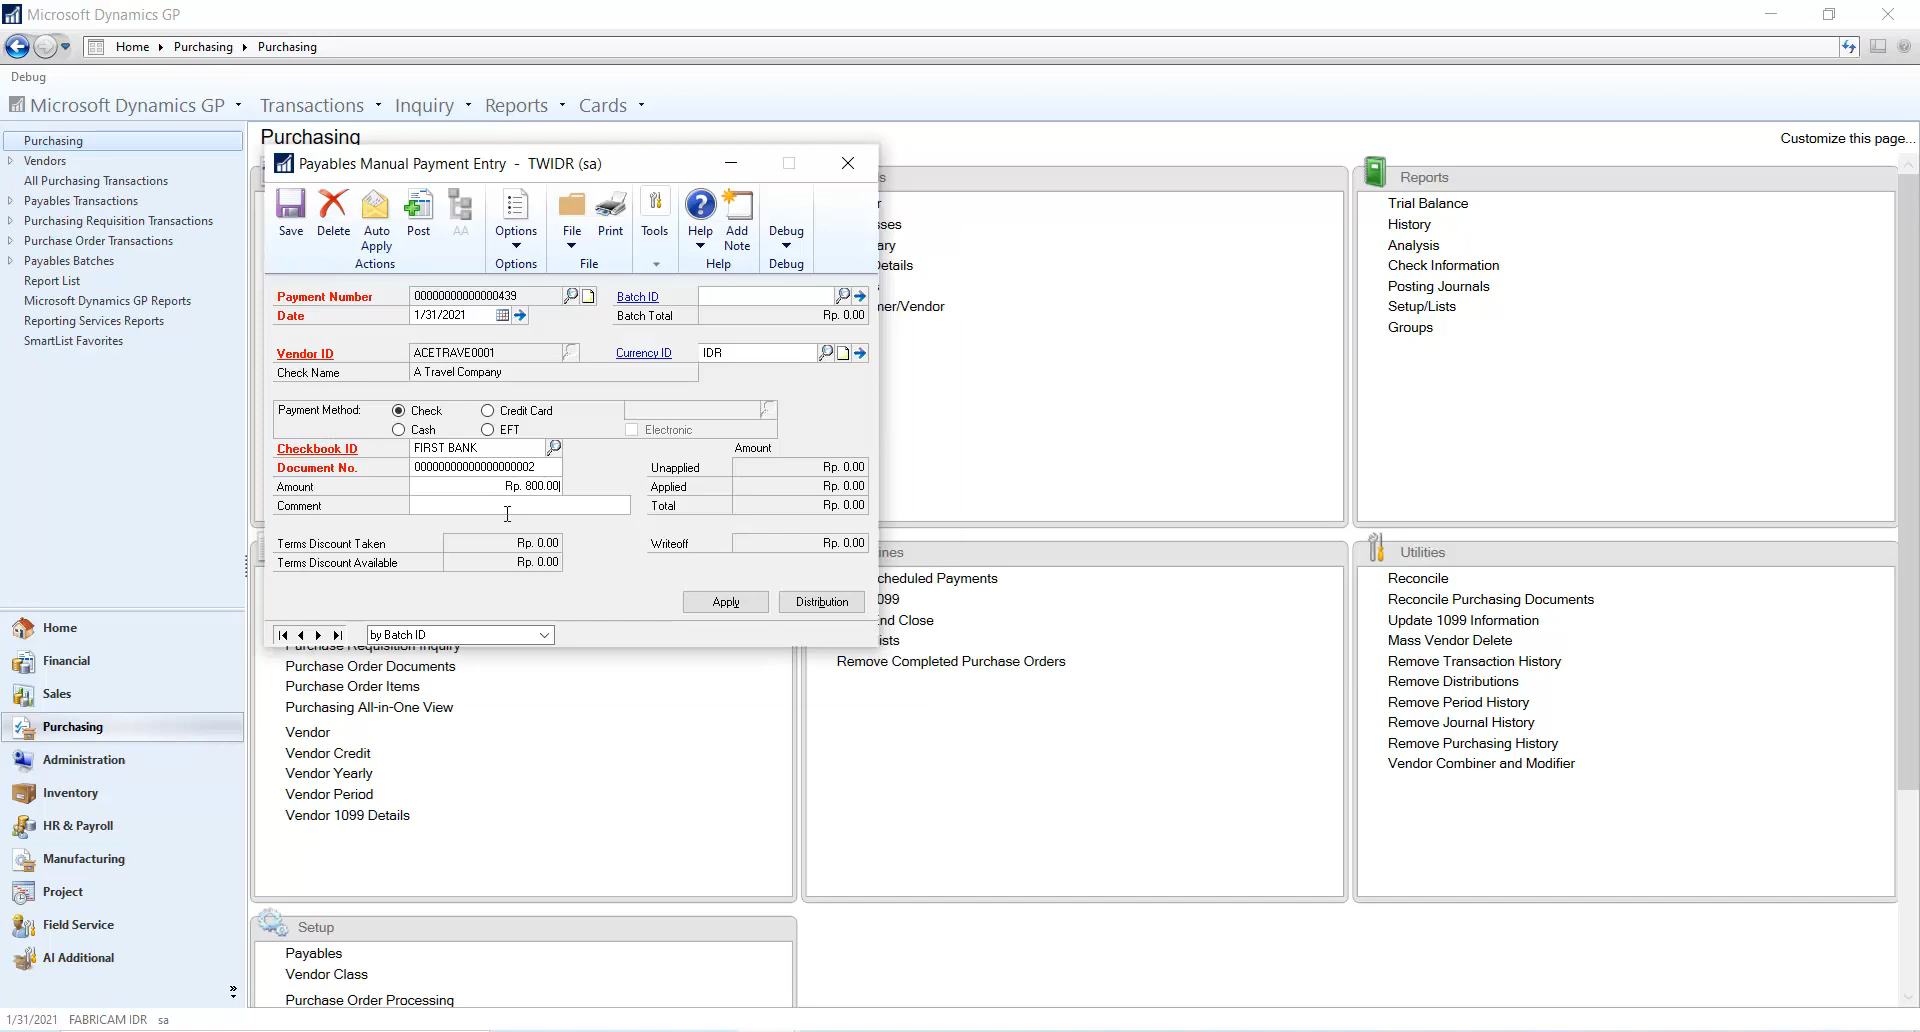 Microsoft Dynamics GP
Home Purchasing Purchasing
Debug
Microsoft Dynamics GP Transactions Inquiry Reports Cards
Purchasing
Vendors
All Purchasing Transactions
Payables Transactions
Purchasing Requisition Transactions
Purchase Order Transactions
Payables Batches
Report List
Microsoft Dynamics GP Reports
Reporting Services Reports
SmartList Favorites
Home
Financial
Sales
Purchasing
Administration
Inventory
HR & Payroll
Manufacturing
Project
Field Service
AI Additional
Purchasing
Customize this page...
Payables Manual Payment Entry - TWIDR (sa)
Save Delete Auto Apply Post AA Options File Print Tools Help Add Note Debug
Actions Options File Help Debug
Payment Number 00000000000000439 Batch ID
Date 1/31/2021 Batch Total Rp. 0.00
Vendor ID ACETRAVE0001 Currency ID IDR
Check Name A Travel Company
Payment Method: Check Credit Card
Cash EFT Electronic
Checkbook ID FIRST BANK Amount
Document No. 00000000000000000002 Unapplied Rp. 0.00
Amount Rp. 800.00 Applied Rp. 0.00
Comment Total Rp. 0.00
Terms Discount Taken Rp. 0.00 Writeoff Rp. 0.00
Terms Discount Available Rp. 0.00
Apply Distribution
by Batch ID
Reports
Trial Balance
History
Analysis
Check Information
Posting Journals
Setup/Lists
Groups
Purchase Requisition Inquiry
Purchase Order Documents
Purchase Order Items
Purchasing All-in-One View
Vendor
Vendor Credit
Vendor Yearly
Vendor Period
Vendor 1099 Details
cheduled Payments
099
nd Close
ists
Remove Completed Purchase Orders
Utilities
Reconcile
Reconcile Purchasing Documents
Update 1099 Information
Mass Vendor Delete
Remove Transaction History
Remove Distributions
Remove Period History
Remove Journal History
Remove Purchasing History
Vendor Combiner and Modifier
Setup
Payables
Vendor Class
Purchase Order Processing
1/31/2021 FABRICAM IDR sa